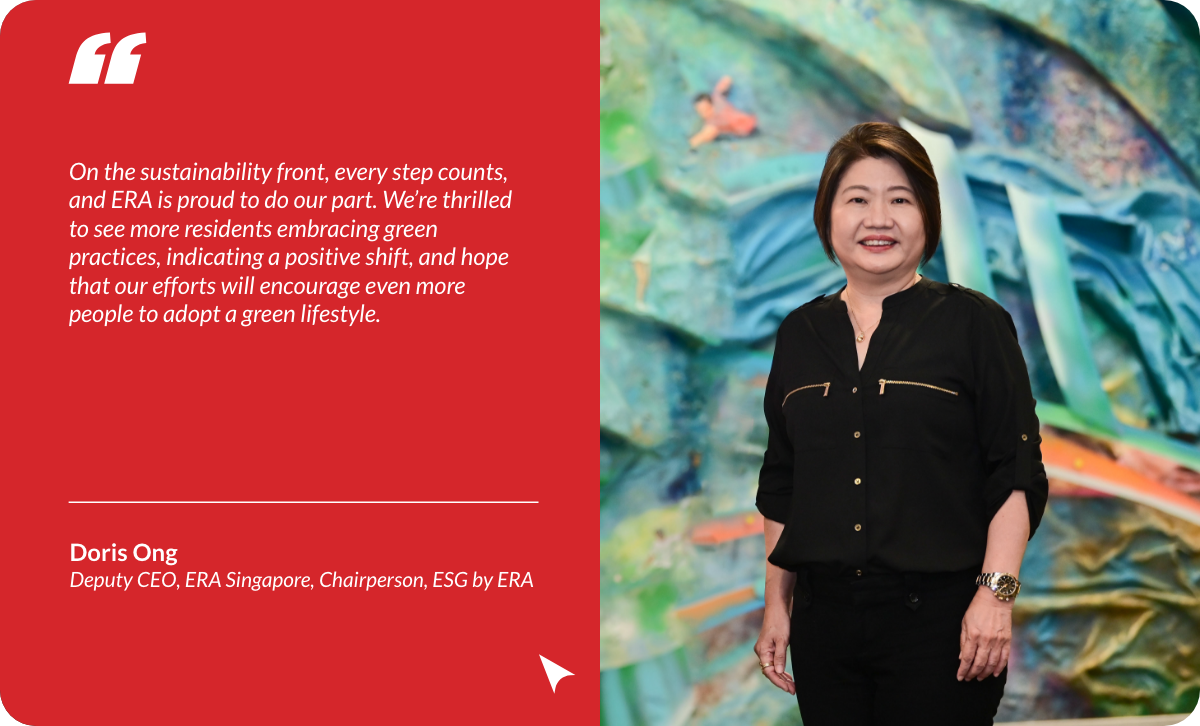 On the sustainability front, every step counts,
and ERA is proud to do our part. We’re thrilled
to see more residents embracing green
practices, indicating a positive shift, and hope
that our efforts will encourage even more
people to adopt a green lifestyle.
Doris Ong
Deputy CEO, ERA Singapore, Chairperson, ESG by ERA